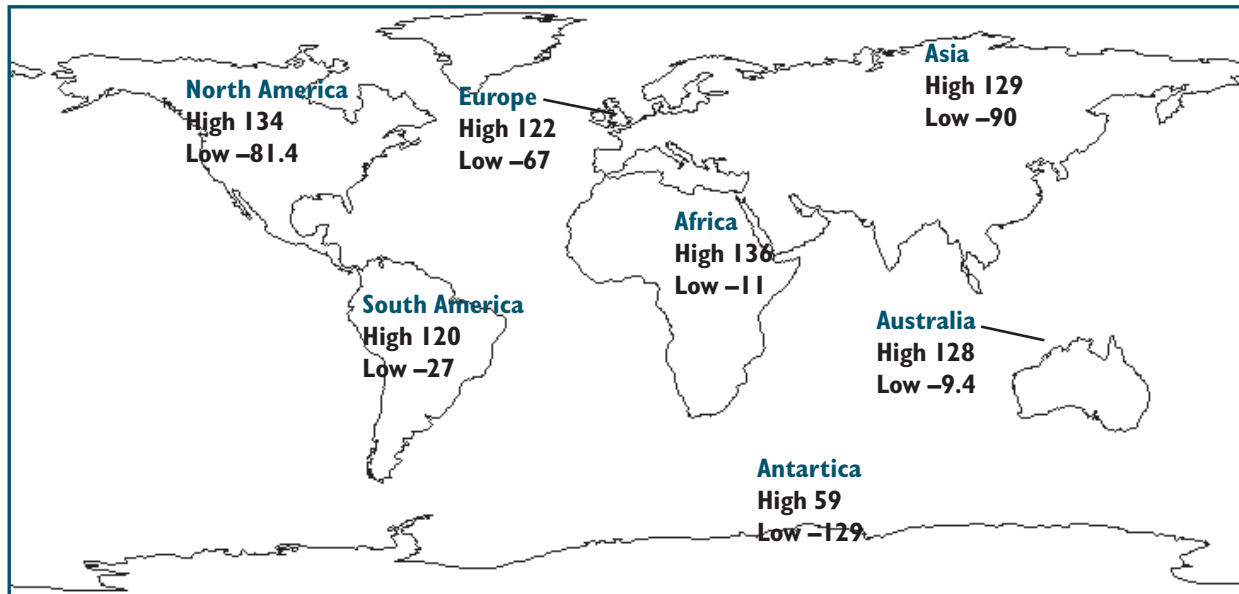 North America
High 134
Low –81.4
Europe
High 122
Low –67
Asia
High 129
Low –90
Africa
High 136
Low –11
South America
High 120
Low –27
Australia
High 128
Low –9.4
Antartica
High 59
Low –129